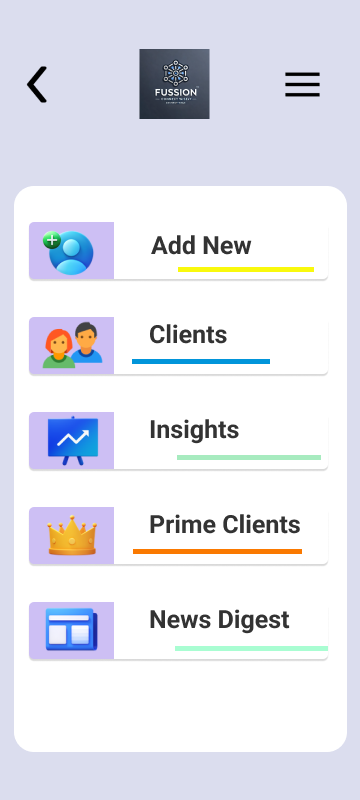 FUSSION
Add New
Clients
Insights
Prime Clients
News Digest